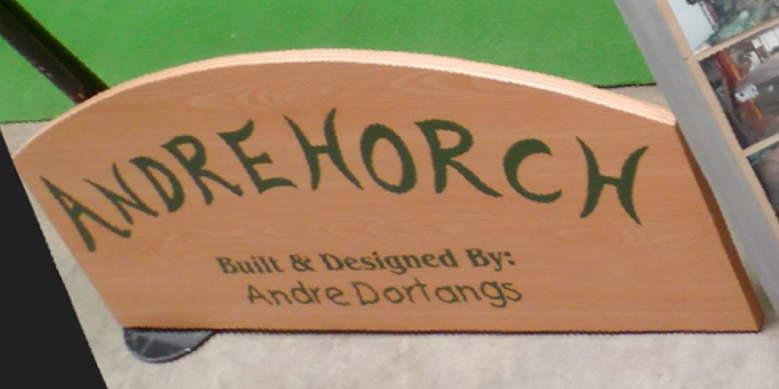 ANDREHORCH
Built & Designed By:
Andre Dortangs